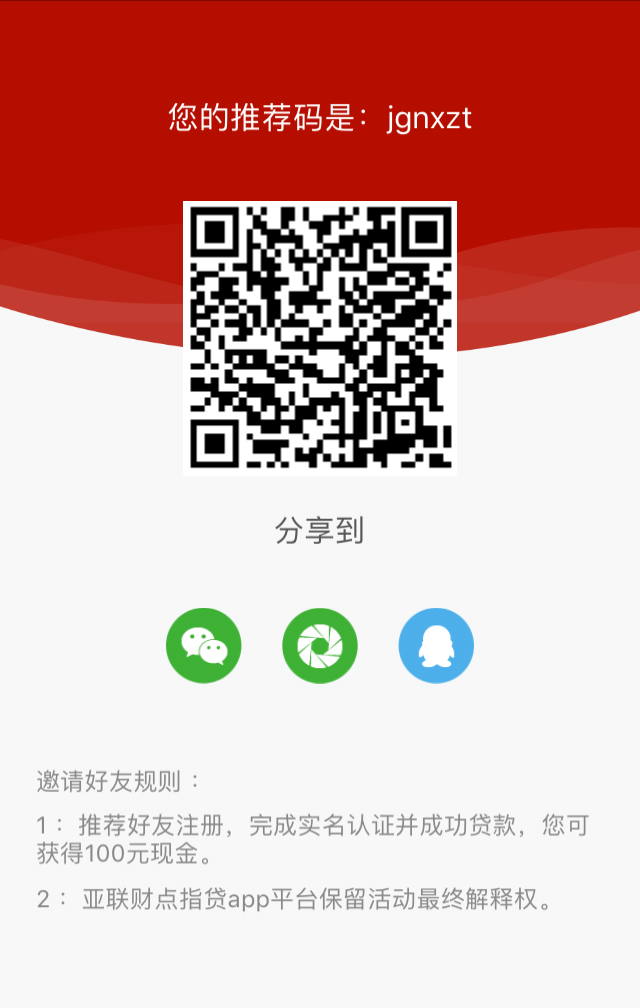 您的推荐码是：jgnxzt
分享到
邀请好友规则：
1：推荐好友注册，完成实名认证并成功贷款，您可
获得100元现金。
2：亚联财点指贷app平台保留活动最终解释权。